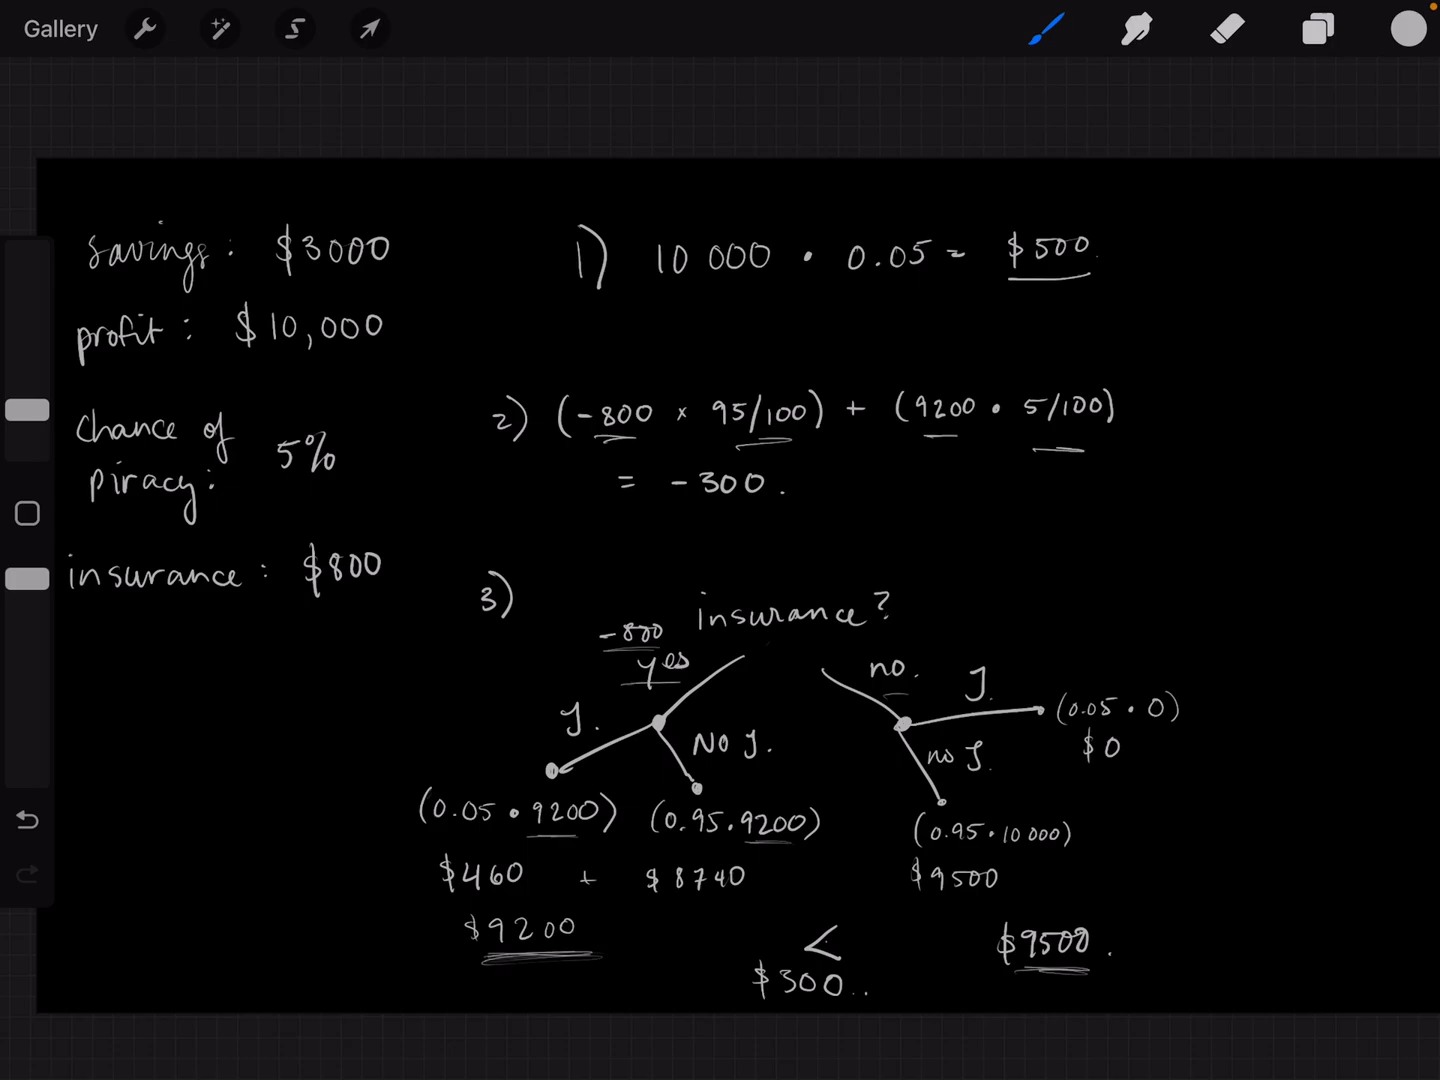 Gallery
savings: $3000
profit: $10,000
Chance of
piracy: 5%
insurance: $800
1) 10 000 • 0.05 = $500.
2) (-800 × 95/100) + (9200 • 5/100)
= -300.
3) insurance?
-800
yes
no.
J.
No J.
J.
no J.
(0.05 • 0)
$0
(0.05 • 9200)
(0.95 • 9200)
(0.95 • 10 000)
$460 + $8740
$9500
$9200
<
$9500.
$300..